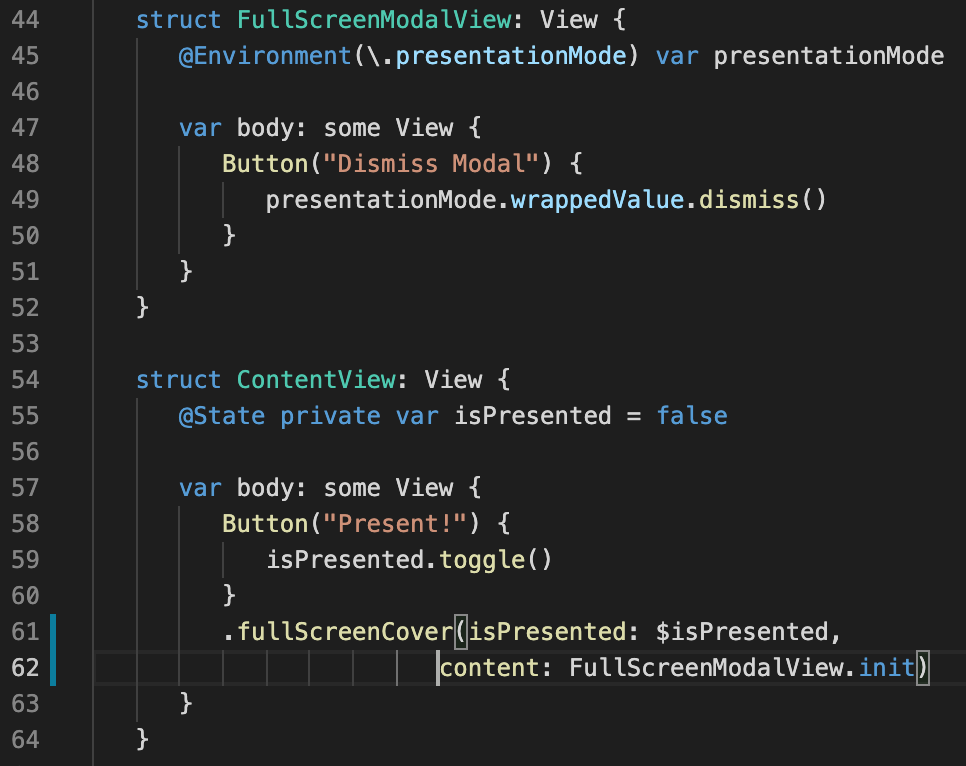 44 struct FullScreenModalView: View {
45 @Environment(\.presentationMode) var presentationMode
46
47 var body: some View {
48 Button("Dismiss Modal") {
49 presentationMode.wrappedValue.dismiss()
50 }
51 }
52 }
53
54 struct ContentView: View {
55 @State private var isPresented = false
56
57 var body: some View {
58 Button("Present!") {
59 isPresented.toggle()
60 }
61 .fullScreenCover(isPresented: $isPresented,
62 content: FullScreenModalView.init)
63 }
64 }